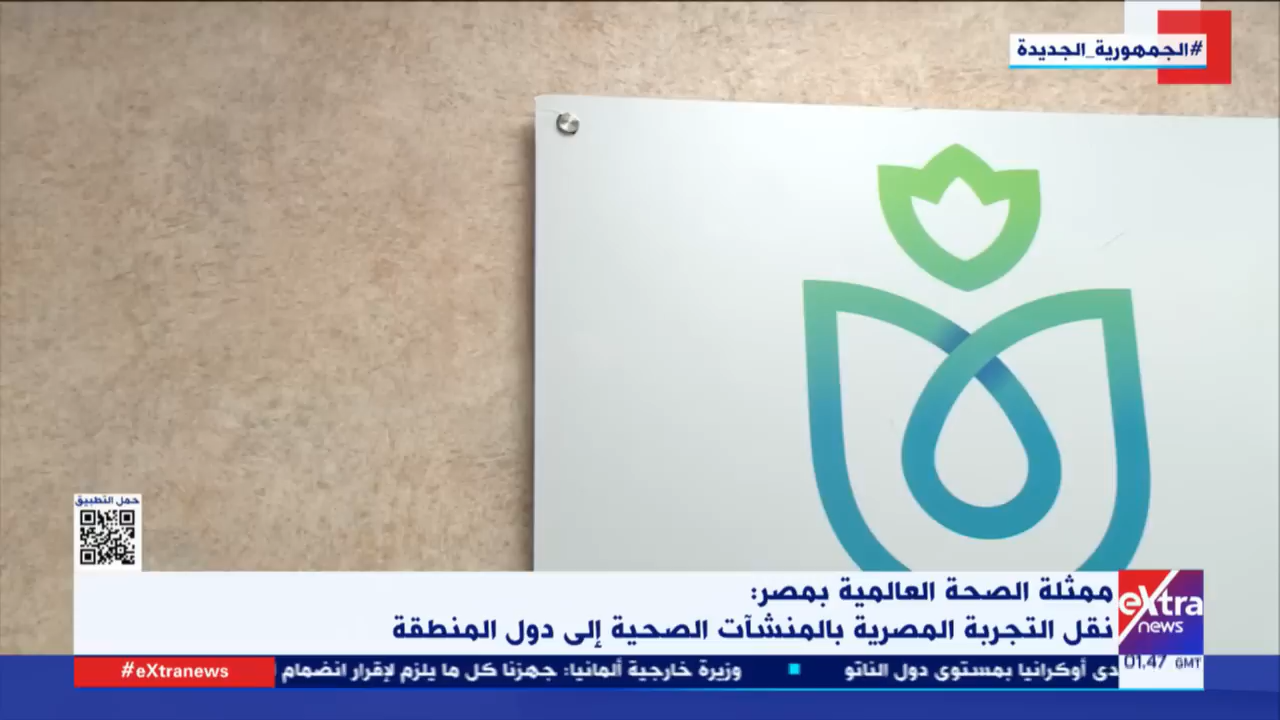 #الجمهورية_الجديدة
حمل التطبيق
ممثلة الصحة العالمية بمصر:
نقل التجربة المصرية بالمنشآت الصحية إلى دول المنطقة
eXtra
news
01,47 GMT
دى أوكرانيا بمستوى دول الناتو
وزيرة خارجية ألمانيا: جهزنا كل ما يلزم لإقرار انضمام
#eXtranews